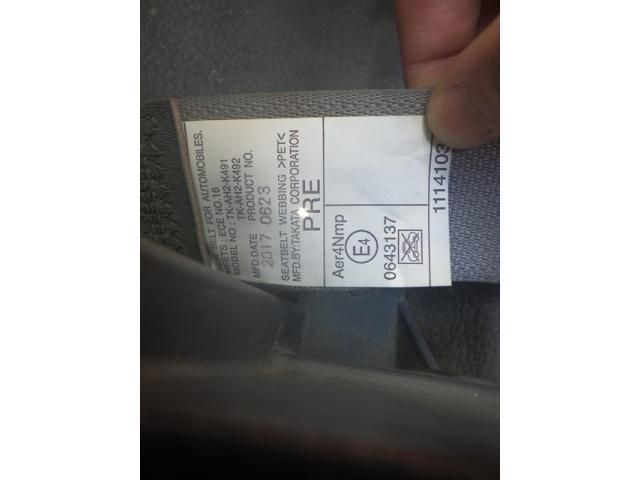 BELT FOR AUTOMOBILES.
MEETS : ECE NO.16
MODEL NO : TK-AH2-K491
TK-AH2-K492
MFD.DATE PRODUCT NO.
2017 0623
SEATBELT WEBBING >PET<
MFD.BY:TAKATA CORPORATION
PRE
Aer4Nmp
E4
0643137
1114103